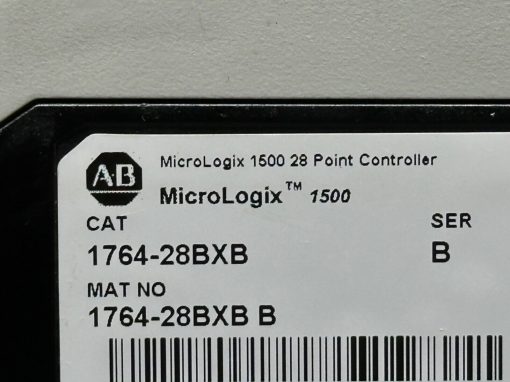 AB
MicroLogix 1500 28 Point Controller
MicroLogix™ 1500
CAT
SER
1764-28BXB
B
MAT NO
1764-28BXB B